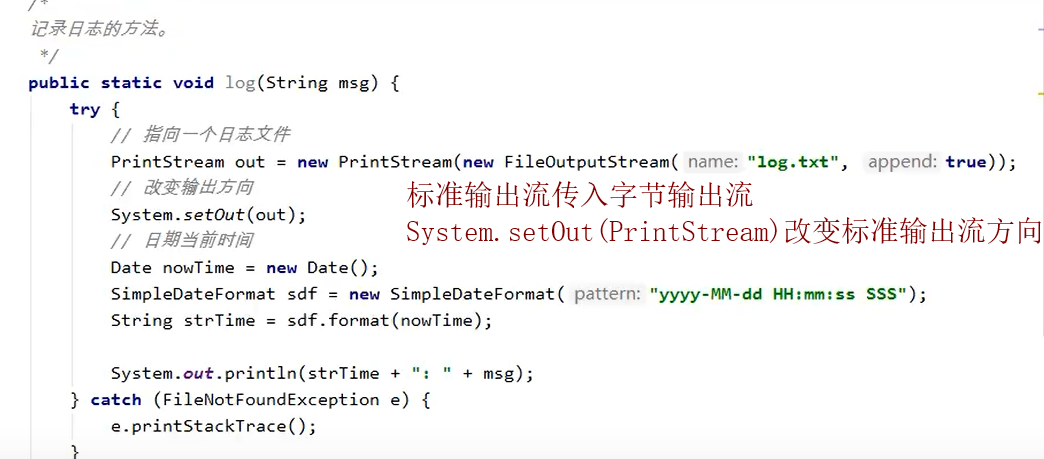 /*
记录日志的方法。
*/
public static void log(String msg) {
try {
// 指向一个日志文件
PrintStream out = new PrintStream(new FileOutputStream( name: "log.txt", append: true));
// 改变输出方向
标准输出流传入字节输出流
System.setOut(out);
System.setOut(PrintStream)改变标准输出流方向
// 日期当前时间
Date nowTime = new Date();
SimpleDateFormat sdf = new SimpleDateFormat( pattern: "yyyy-MM-dd HH:mm:ss SSS");
String strTime = sdf.format(nowTime);
System.out.println(strTime + ": " + msg);
} catch (FileNotFoundException e) {
e.printStackTrace();
}